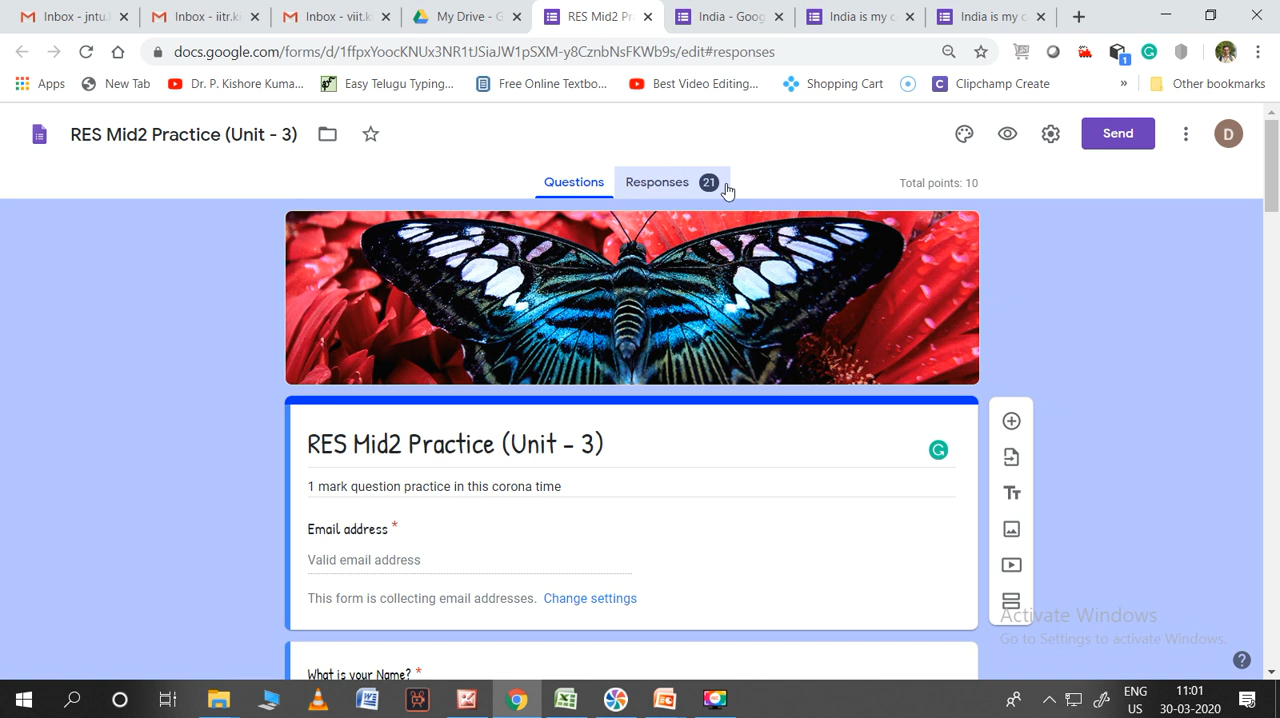 Inbox - jntu.k
Inbox - iitr.k
Inbox - viit.k
My Drive - G
RES Mid2 Pr
India - Goog
India is my c
India is my c
docs.google.com/forms/d/1ffpxYoocKNUx3NR1tJSiaJW1pSXM-y8CznbNsFKWb9s/edit#responses
Apps
New Tab
Dr. P. Kishore Kuma...
Easy Telugu Typing...
Free Online Textbo...
Best Video Editing...
Shopping Cart
Clipchamp Create
»
Other bookmarks
RES Mid2 Practice (Unit - 3)
Send
D
Questions
Responses 21
Total points: 10
RES Mid2 Practice (Unit - 3)
1 mark question practice in this corona time
Email address *
Valid email address
This form is collecting email addresses. Change settings
What is your Name? *
Activate Windows
Go to Settings to activate Windows.
ENG
US
11:01
30-03-2020